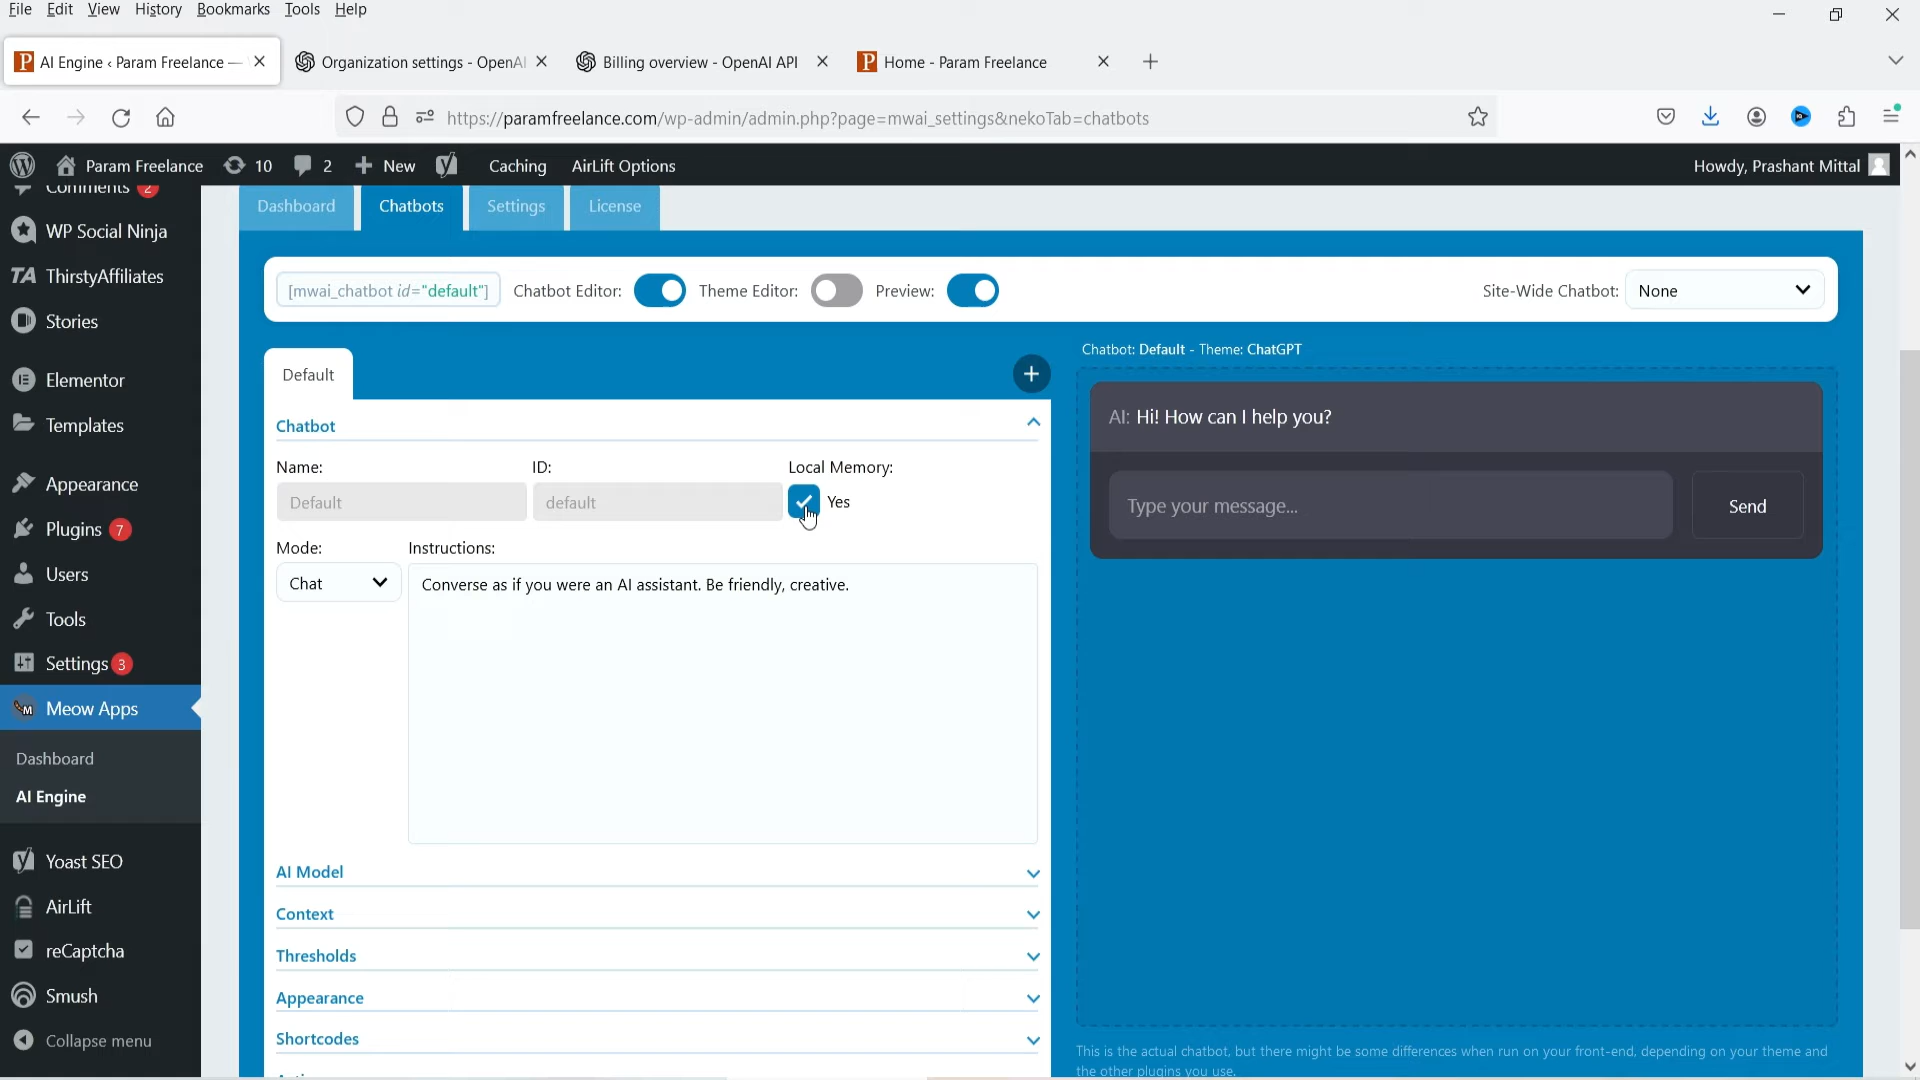 File Edit View History Bookmarks Tools Help
AI Engine ‹ Param Freelance — Organization settings - OpenAI Billing overview - OpenAI API Home - Param Freelance
https://paramfreelance.com/wp-admin/admin.php?page=mwai_settings&nekoTab=chatbots
Param Freelance 10 2 New Caching AirLift Options Howdy, Prashant Mittal
Comments 2
WP Social Ninja
ThirstyAffiliates
Stories
Elementor
Templates
Appearance
Plugins 7
Users
Tools
Settings 3
Meow Apps
Dashboard
AI Engine
Yoast SEO
AirLift
reCaptcha
Smush
Collapse menu
Dashboard Chatbots Settings License
[mwai_chatbot id="default"] Chatbot Editor: Theme Editor: Preview: Site-Wide Chatbot: None
Default
Chatbot
Name: ID: Local Memory:
Default default Yes
Mode: Instructions:
Chat Converse as if you were an AI assistant. Be friendly, creative.
AI Model
Context
Thresholds
Appearance
Shortcodes
Chatbot: Default - Theme: ChatGPT
AI: Hi! How can I help you?
Type your message... Send
This is the actual chatbot, but there might be some differences when run on your front-end, depending on your theme and
the other plugins you use.